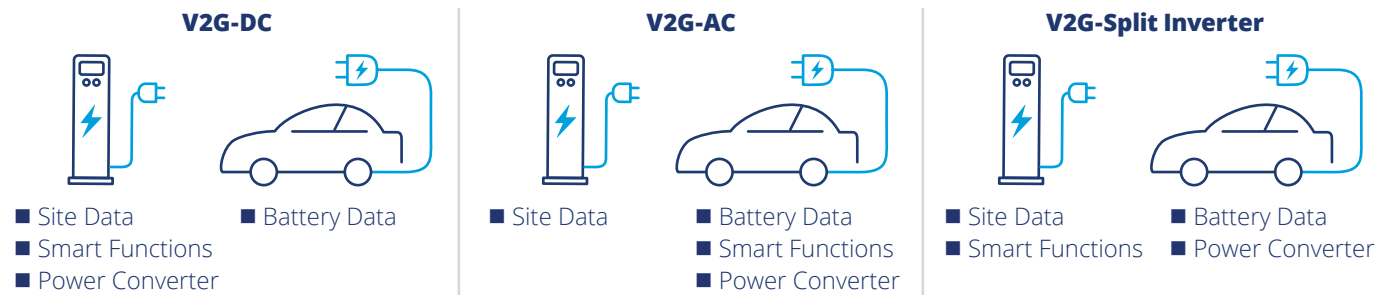 V2G-DC
Site Data
Smart Functions
Power Converter
Battery Data
V2G-AC
Site Data
Battery Data
Smart Functions
Power Converter
V2G-Split Inverter
Site Data
Smart Functions
Battery Data
Power Converter